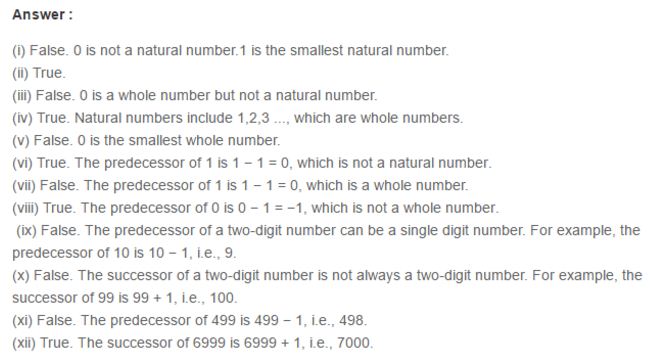 Answer :
(i) False. 0 is not a natural number.1 is the smallest natural number.
(ii) True.
(iii) False. 0 is a whole number but not a natural number.
(iv) True. Natural numbers include 1,2,3 ..., which are whole numbers.
(v) False. 0 is the smallest whole number.
(vi) True. The predecessor of 1 is 1 − 1 = 0, which is not a natural number.
(vii) False. The predecessor of 1 is 1 − 1 = 0, which is a whole number.
(viii) True. The predecessor of 0 is 0 − 1 = −1, which is not a whole number.
(ix) False. The predecessor of a two-digit number can be a single digit number. For example, the
predecessor of 10 is 10 − 1, i.e., 9.
(x) False. The successor of a two-digit number is not always a two-digit number. For example, the
successor of 99 is 99 + 1, i.e., 100.
(xi) False. The predecessor of 499 is 499 − 1, i.e., 498.
(xii) True. The successor of 6999 is 6999 + 1, i.e., 7000.